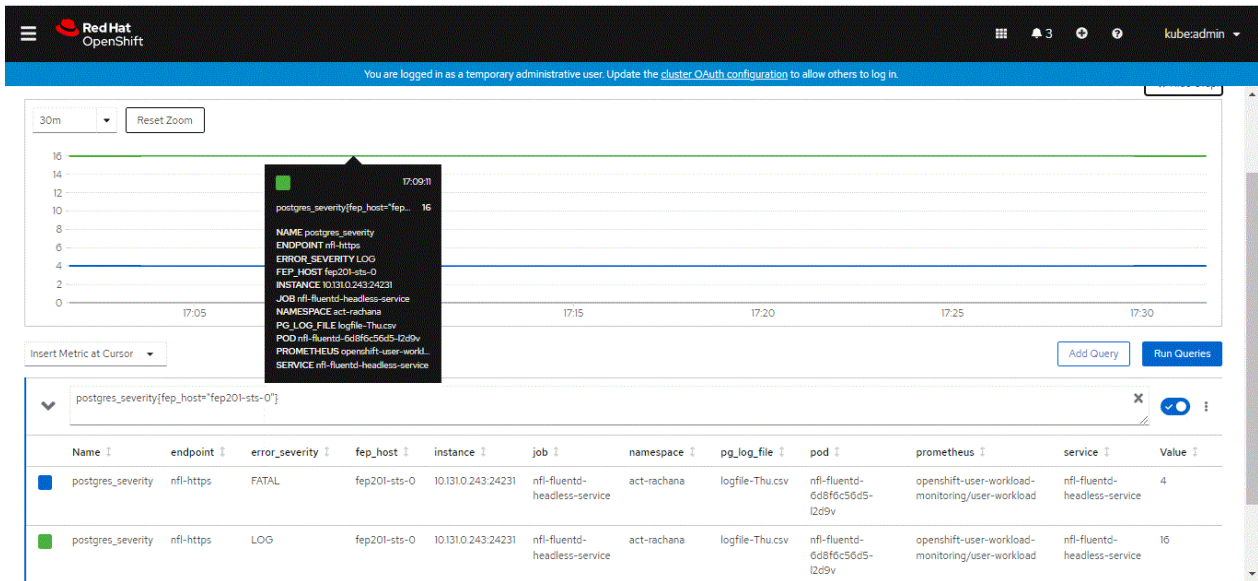 Red Hat
OpenShift
3
kube:admin
You are logged in as a temporary administrative user. Update the cluster OAuth configuration to allow others to log in.
30m
Reset Zoom
16
14
12
10
8
6
4
2
0
17:05
17:15
17:20
17:25
17:30
17:09:11
postgres_severity{fep_host="fep... 16
NAME postgres_severity
ENDPOINT nfl-https
ERROR_SEVERITY LOG
FEP_HOST fep201-sts-0
INSTANCE 10.131.0.243:24231
JOB nfl-fluentd-headless-service
NAMESPACE act-rachana
PG_LOG_FILE logfile-Thu.csv
POD nfl-fluentd-6d8f6c56d5-l2d9v
PROMETHEUS openshift-user-workl...
SERVICE nfl-fluentd-headless-service
Insert Metric at Cursor
Add Query
Run Queries
postgres_severity{fep_host="fep201-sts-0"}
Name endpoint error_severity fep_host instance job namespace pg_log_file pod prometheus service Value
postgres_severity nfl-https FATAL fep201-sts-0 10.131.0.243:24231 nfl-fluentd- act-rachana logfile-Thu.csv nfl-fluentd- openshift-user-workload- nfl-fluentd- 4
headless-service 6d8f6c56d5- monitoring/user-workload headless-service
l2d9v
postgres_severity nfl-https LOG fep201-sts-0 10.131.0.243:24231 nfl-fluentd- act-rachana logfile-Thu.csv nfl-fluentd- openshift-user-workload- nfl-fluentd- 16
headless-service 6d8f6c56d5- monitoring/user-workload headless-service
l2d9v